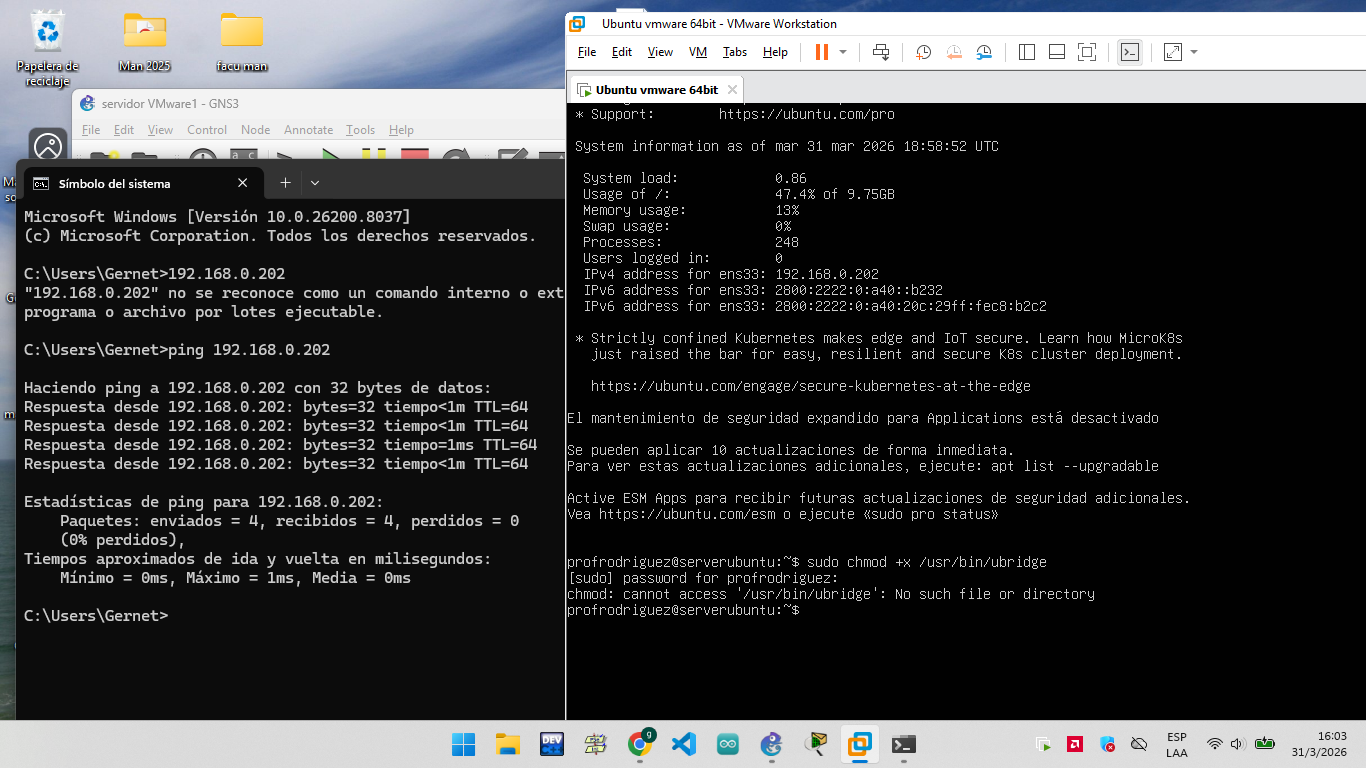 Papelera de
reciclaje
Man 2025
facu man
servidor VMware1 - GNS3
File Edit View Control Node Annotate Tools Help
Símbolo del sistema
Microsoft Windows [Versión 10.0.26200.8037]
(c) Microsoft Corporation. Todos los derechos reservados.
C:\Users\Gernet>192.168.0.202
"192.168.0.202" no se reconoce como un comando interno o ext
programa o archivo por lotes ejecutable.
C:\Users\Gernet>ping 192.168.0.202
Haciendo ping a 192.168.0.202 con 32 bytes de datos:
Respuesta desde 192.168.0.202: bytes=32 tiempo<1m TTL=64
Respuesta desde 192.168.0.202: bytes=32 tiempo<1m TTL=64
Respuesta desde 192.168.0.202: bytes=32 tiempo=1ms TTL=64
Respuesta desde 192.168.0.202: bytes=32 tiempo<1m TTL=64
Estadísticas de ping para 192.168.0.202:
Paquetes: enviados = 4, recibidos = 4, perdidos = 0
(0% perdidos),
Tiempos aproximados de ida y vuelta en milisegundos:
Mínimo = 0ms, Máximo = 1ms, Media = 0ms
C:\Users\Gernet>
Ubuntu vmware 64bit - VMware Workstation
File Edit View VM Tabs Help
Ubuntu vmware 64bit
* Support: https://ubuntu.com/pro
System information as of mar 31 mar 2026 18:58:52 UTC
System load: 0.86
Usage of /: 47.4% of 9.75GB
Memory usage: 13%
Swap usage: 0%
Processes: 248
Users logged in: 0
IPv4 address for ens33: 192.168.0.202
IPv6 address for ens33: 2800:2222:0:a40::b232
IPv6 address for ens33: 2800:2222:0:a40:20c:29ff:fec8:b2c2
* Strictly confined Kubernetes makes edge and IoT secure. Learn how MicroK8s
just raised the bar for easy, resilient and secure K8s cluster deployment.
https://ubuntu.com/engage/secure-kubernetes-at-the-edge
El mantenimiento de seguridad expandido para Applications está desactivado
Se pueden aplicar 10 actualizaciones de forma inmediata.
Para ver estas actualizaciones adicionales, ejecute: apt list --upgradable
Active ESM Apps para recibir futuras actualizaciones de seguridad adicionales.
Vea https://ubuntu.com/esm o ejecute «sudo pro status»
profrodriguez@serverubuntu:~$ sudo chmod +x /usr/bin/ubridge
[sudo] password for profrodriguez:
chmod: cannot access '/usr/bin/ubridge': No such file or directory
profrodriguez@serverubuntu:~$
DEV
g
ESP
LAA
16:03
31/3/2026